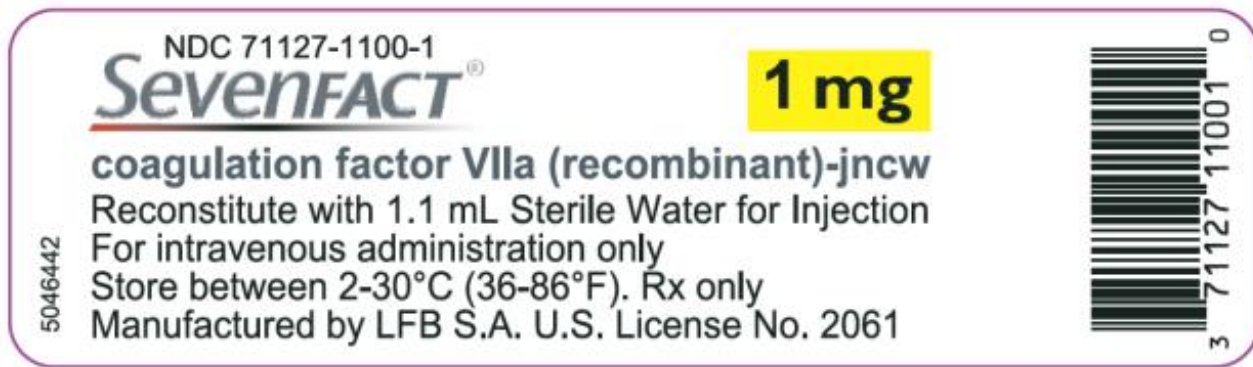 NDC 71127-1100-1
SevenFACT®
1 mg
coagulation factor VIIa (recombinant)-jncw
Reconstitute with 1.1 mL Sterile Water for Injection
For intravenous administration only
Store between 2-30°C (36-86°F). Rx only
Manufactured by LFB S.A. U.S. License No. 2061
5046442
3 71127 11001 0